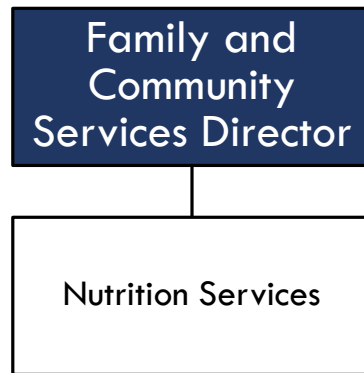 Family and
Community
Services Director
Nutrition Services